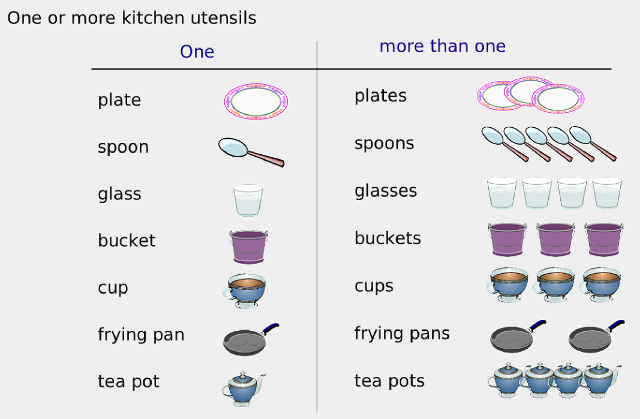 One or more kitchen utensils
One more than one
plate plates
spoon spoons
glass glasses
bucket buckets
cup cups
frying pan frying pans
tea pot tea pots